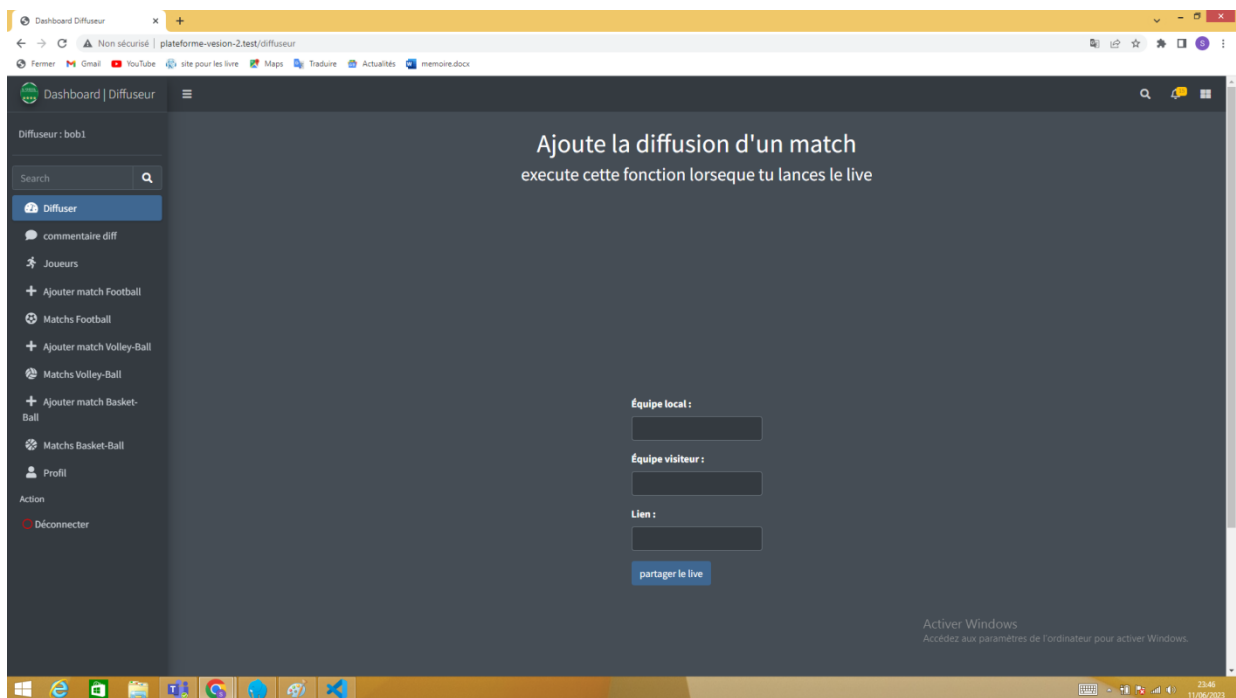 Dashboard Diffuseur
Non sécurisé | plateforme-vesion-2.test/diffuseur
S
Fermer Gmail YouTube site pour les livre Maps Traduire Actualités memoire.docx
Dashboard | Diffuseur
Diffuseur : bob1
Search
Diffuser
commentaire diff
Joueurs
Ajouter match Football
Matchs Football
Ajouter match Volley-Ball
Matchs Volley-Ball
Ajouter match Basket-
Ball
Matchs Basket-Ball
Profil
Action
Déconnecter
Ajoute la diffusion d'un match
execute cette fonction lorseque tu lances le live
Équipe local :
Équipe visiteur :
Lien :
partager le live
Activer Windows
Accédez aux paramètres de l'ordinateur pour activer Windows.
23:46
11/06/2023